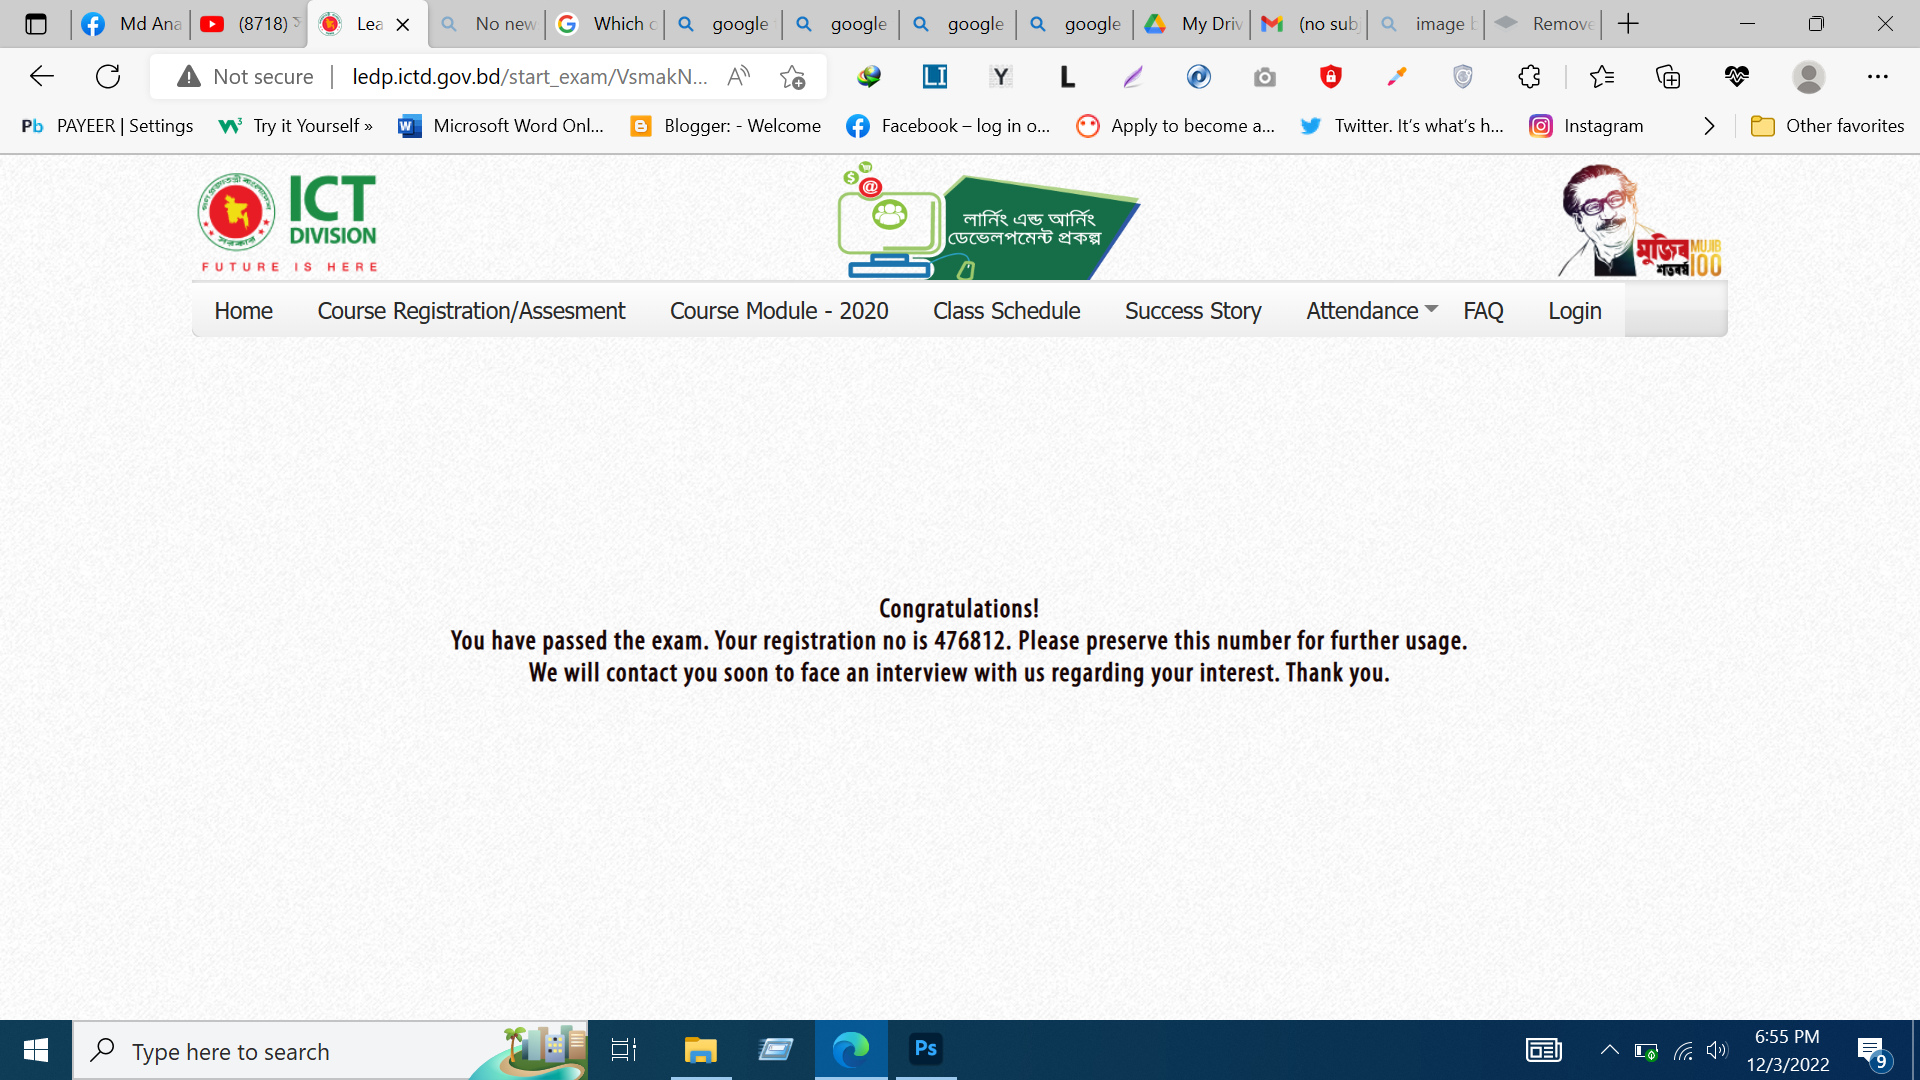 Md Ana
(8718)
Lea
No new
Which c
google
google
google
google
My Driv
(no sub
image b
Remove
Not secure
ledp.ictd.gov.bd/start_exam/VsmakN...
PAYEER | Settings
Try it Yourself »
Microsoft Word Onl...
Blogger: - Welcome
Facebook – log in o...
Apply to become a...
Twitter. It's what's h...
Instagram
Other favorites
ICT
DIVISION
FUTURE IS HERE
লার্নিং এন্ড আর্নিং
ডেভেলপমেন্ট প্রকল্প
মুজিব MUJIB
শতবর্ষ 100
Home Course Registration/Assesment Course Module - 2020 Class Schedule Success Story Attendance FAQ Login
Congratulations!
You have passed the exam. Your registration no is 476812. Please preserve this number for further usage.
We will contact you soon to face an interview with us regarding your interest. Thank you.
Type here to search
Ps
6:55 PM
12/3/2022
9